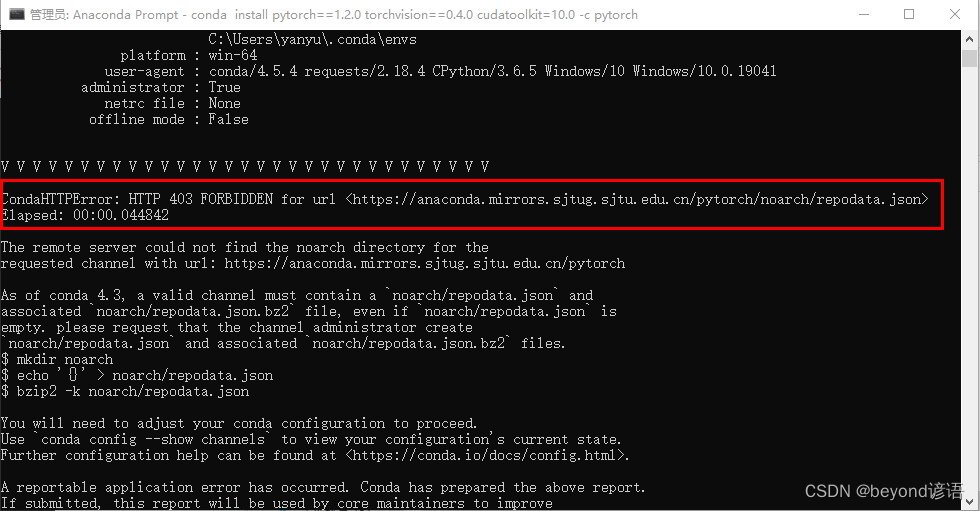 管理员: Anaconda Prompt - conda  install pytorch==1.2.0 torchvision==0.4.0 cudatoolkit=10.0 -c pytorch
C:\Users\yanyu\.conda\envs
platform : win-64
user-agent : conda/4.5.4 requests/2.18.4 CPython/3.6.5 Windows/10 Windows/10.0.19041
administrator : True
netrc file : None
offline mode : False
V V V V V V V V V V V V V V V V V V V V V V V V V V V V V V V
CondaHTTPError: HTTP 403 FORBIDDEN for url <https://anaconda.mirrors.sjtug.sjtu.edu.cn/pytorch/noarch/repodata.json>
Elapsed: 00:00.044842
The remote server could not find the noarch directory for the
requested channel with url: https://anaconda.mirrors.sjtug.sjtu.edu.cn/pytorch
As of conda 4.3, a valid channel must contain a `noarch/repodata.json` and
associated `noarch/repodata.json.bz2` file, even if `noarch/repodata.json` is
empty. please request that the channel administrator create
`noarch/repodata.json` and associated `noarch/repodata.json.bz2` files.
$ mkdir noarch
$ echo '{}' > noarch/repodata.json
$ bzip2 -k noarch/repodata.json
You will need to adjust your conda configuration to proceed.
Use `conda config --show channels` to view your configuration's current state.
Further configuration help can be found at <https://conda.io/docs/config.html>.
A reportable application error has occurred. Conda has prepared the above report.
If submitted, this report will be used by core maintainers to improve
CSDN @beyond谚语